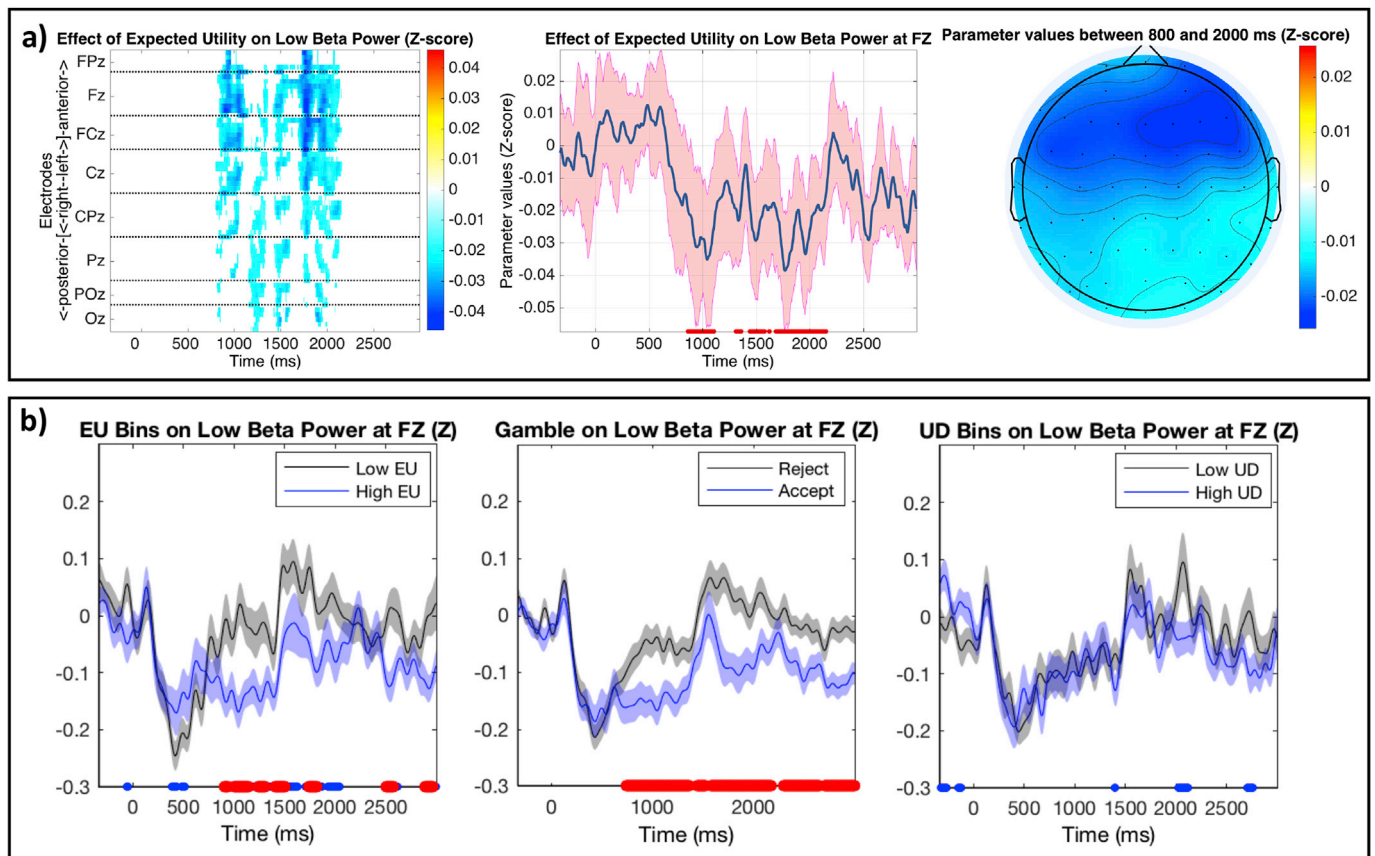 a)
Effect of Expected Utility on Low Beta Power (Z-score)
Electrodes
<-posterior-[<-right--left->]-anterior->
FPz
Fz
FCz
Cz
CPz
Pz
POz
Oz
0 500 1000 1500 2000 2500
Time (ms)
0.04
0.03
0.02
0.01
0
-0.01
-0.02
-0.03
-0.04
Effect of Expected Utility on Low Beta Power at FZ
Parameter values (Z-score)
0.02
0.01
0
-0.01
-0.02
-0.03
-0.04
-0.05
0 500 1000 1500 2000 2500
Time (ms)
Parameter values between 800 and 2000 ms (Z-score)
0.02
0.01
0
-0.01
-0.02
b)
EU Bins on Low Beta Power at FZ (Z)
Low EU
High EU
0.2
0.1
0
-0.1
-0.2
-0.3
0 500 1000 1500 2000 2500
Time (ms)
Gamble on Low Beta Power at FZ (Z)
Reject
Accept
0.2
0.1
0
-0.1
-0.2
-0.3
0 1000 2000
Time (ms)
UD Bins on Low Beta Power at FZ (Z)
Low UD
High UD
0.2
0.1
0
-0.1
-0.2
-0.3
0 500 1000 1500 2000 2500
Time (ms)